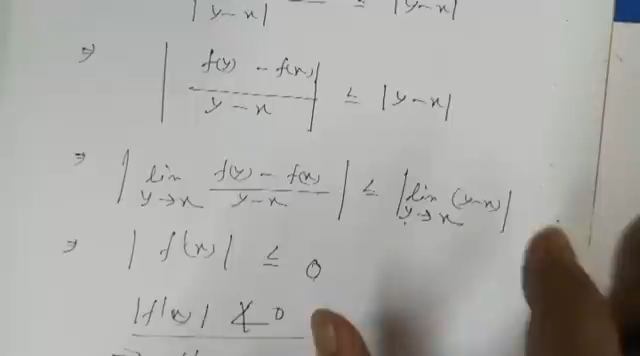 |y-x| ≤ |y-x|
⇒ | f(y) - f(x) / y - x | ≤ |y-x|
⇒ | lim y→x f(y) - f(x) / y-x | ≤ | lim y→x (y-x) |
⇒ | f'(x) | ≤ 0
|f'(x)| ≮ 0